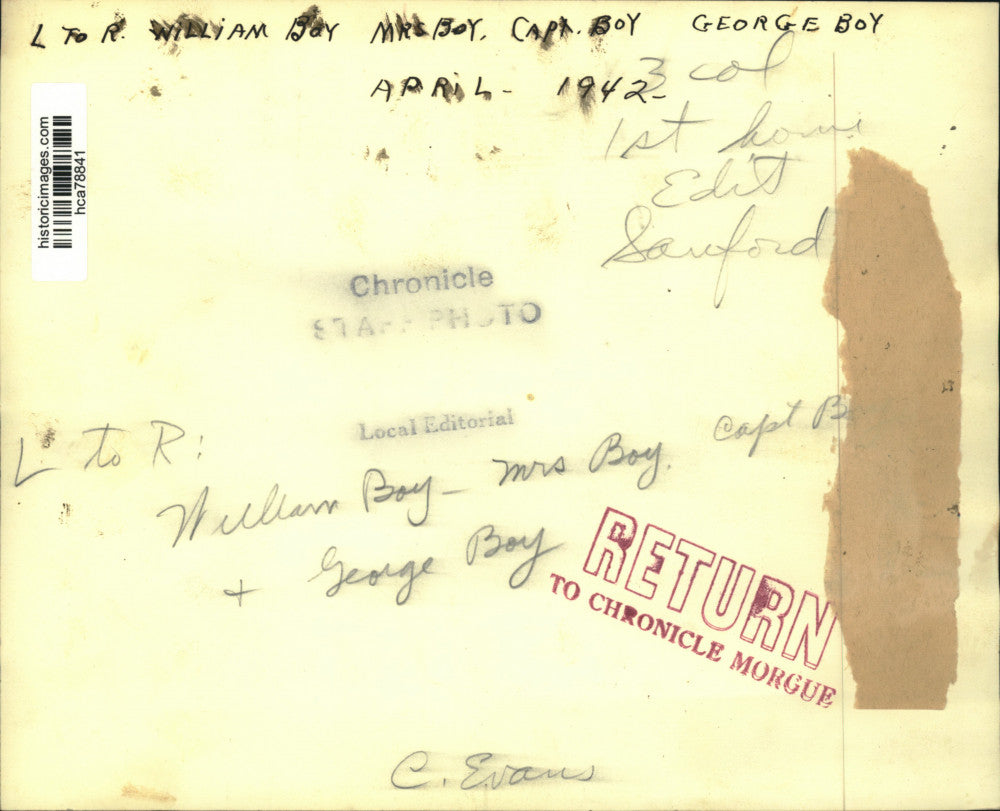 L TO R. WILLIAM BOY MRS BOY. CAPT. BOY GEORGE BOY
APRIL - 1942
3 col
1st home
Edit
Sanford
historicimages.com
hca78841
Chronicle
STAFF PHOTO
Local Editorial
L to R:
William Boy - Mrs Boy. Capt B
+ George Boy
RETURN
TO CHRONICLE MORGUE
C. Evans